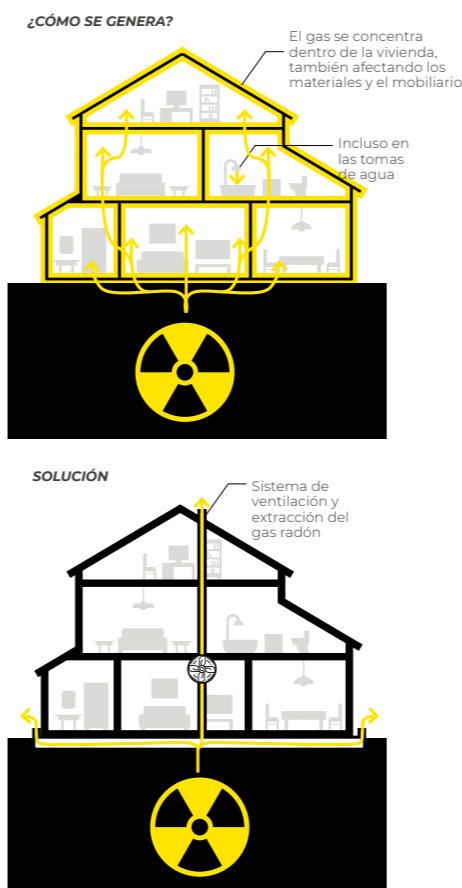 ¿CÓMO SE GENERA?
El gas se concentra
dentro de la vivienda,
también afectando los
materiales y el mobiliario
Incluso en
las tomas
de agua
SOLUCIÓN
Sistema de
ventilación y
extracción del
gas radón